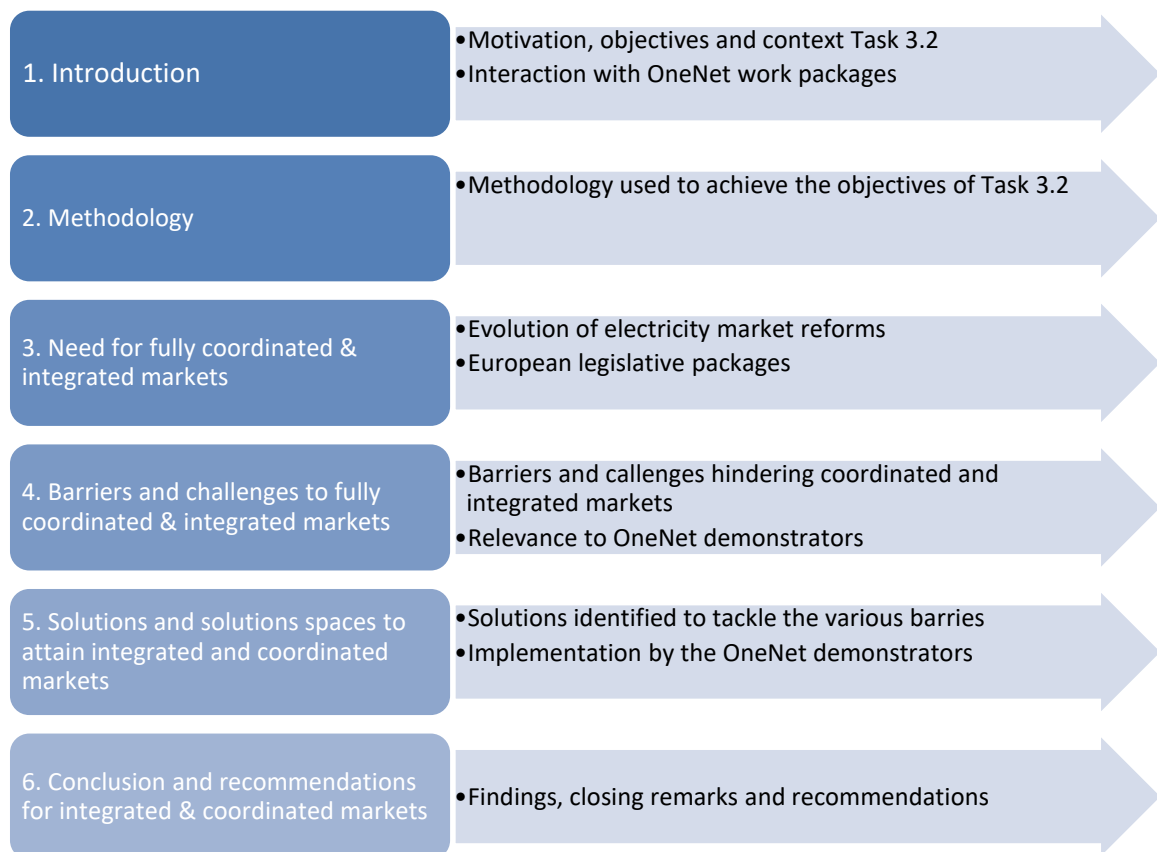 1. Introduction
•Motivation, objectives and context Task 3.2
•Interaction with OneNet work packages
2. Methodology
•Methodology used to achieve the objectives of Task 3.2
3. Need for fully coordinated &
integrated markets
•Evolution of electricity market reforms
•European legislative packages
4. Barriers and challenges to fully
coordinated & integrated markets
•Barriers and callenges hindering coordinated and
integrated markets
•Relevance to OneNet demonstrators
5. Solutions and solutions spaces to
attain integrated and coordinated
markets
•Solutions identified to tackle the various barries
•Implementation by the OneNet demonstrators
6. Conclusion and recommendations
for integrated & coordinated markets
•Findings, closing remarks and recommendations